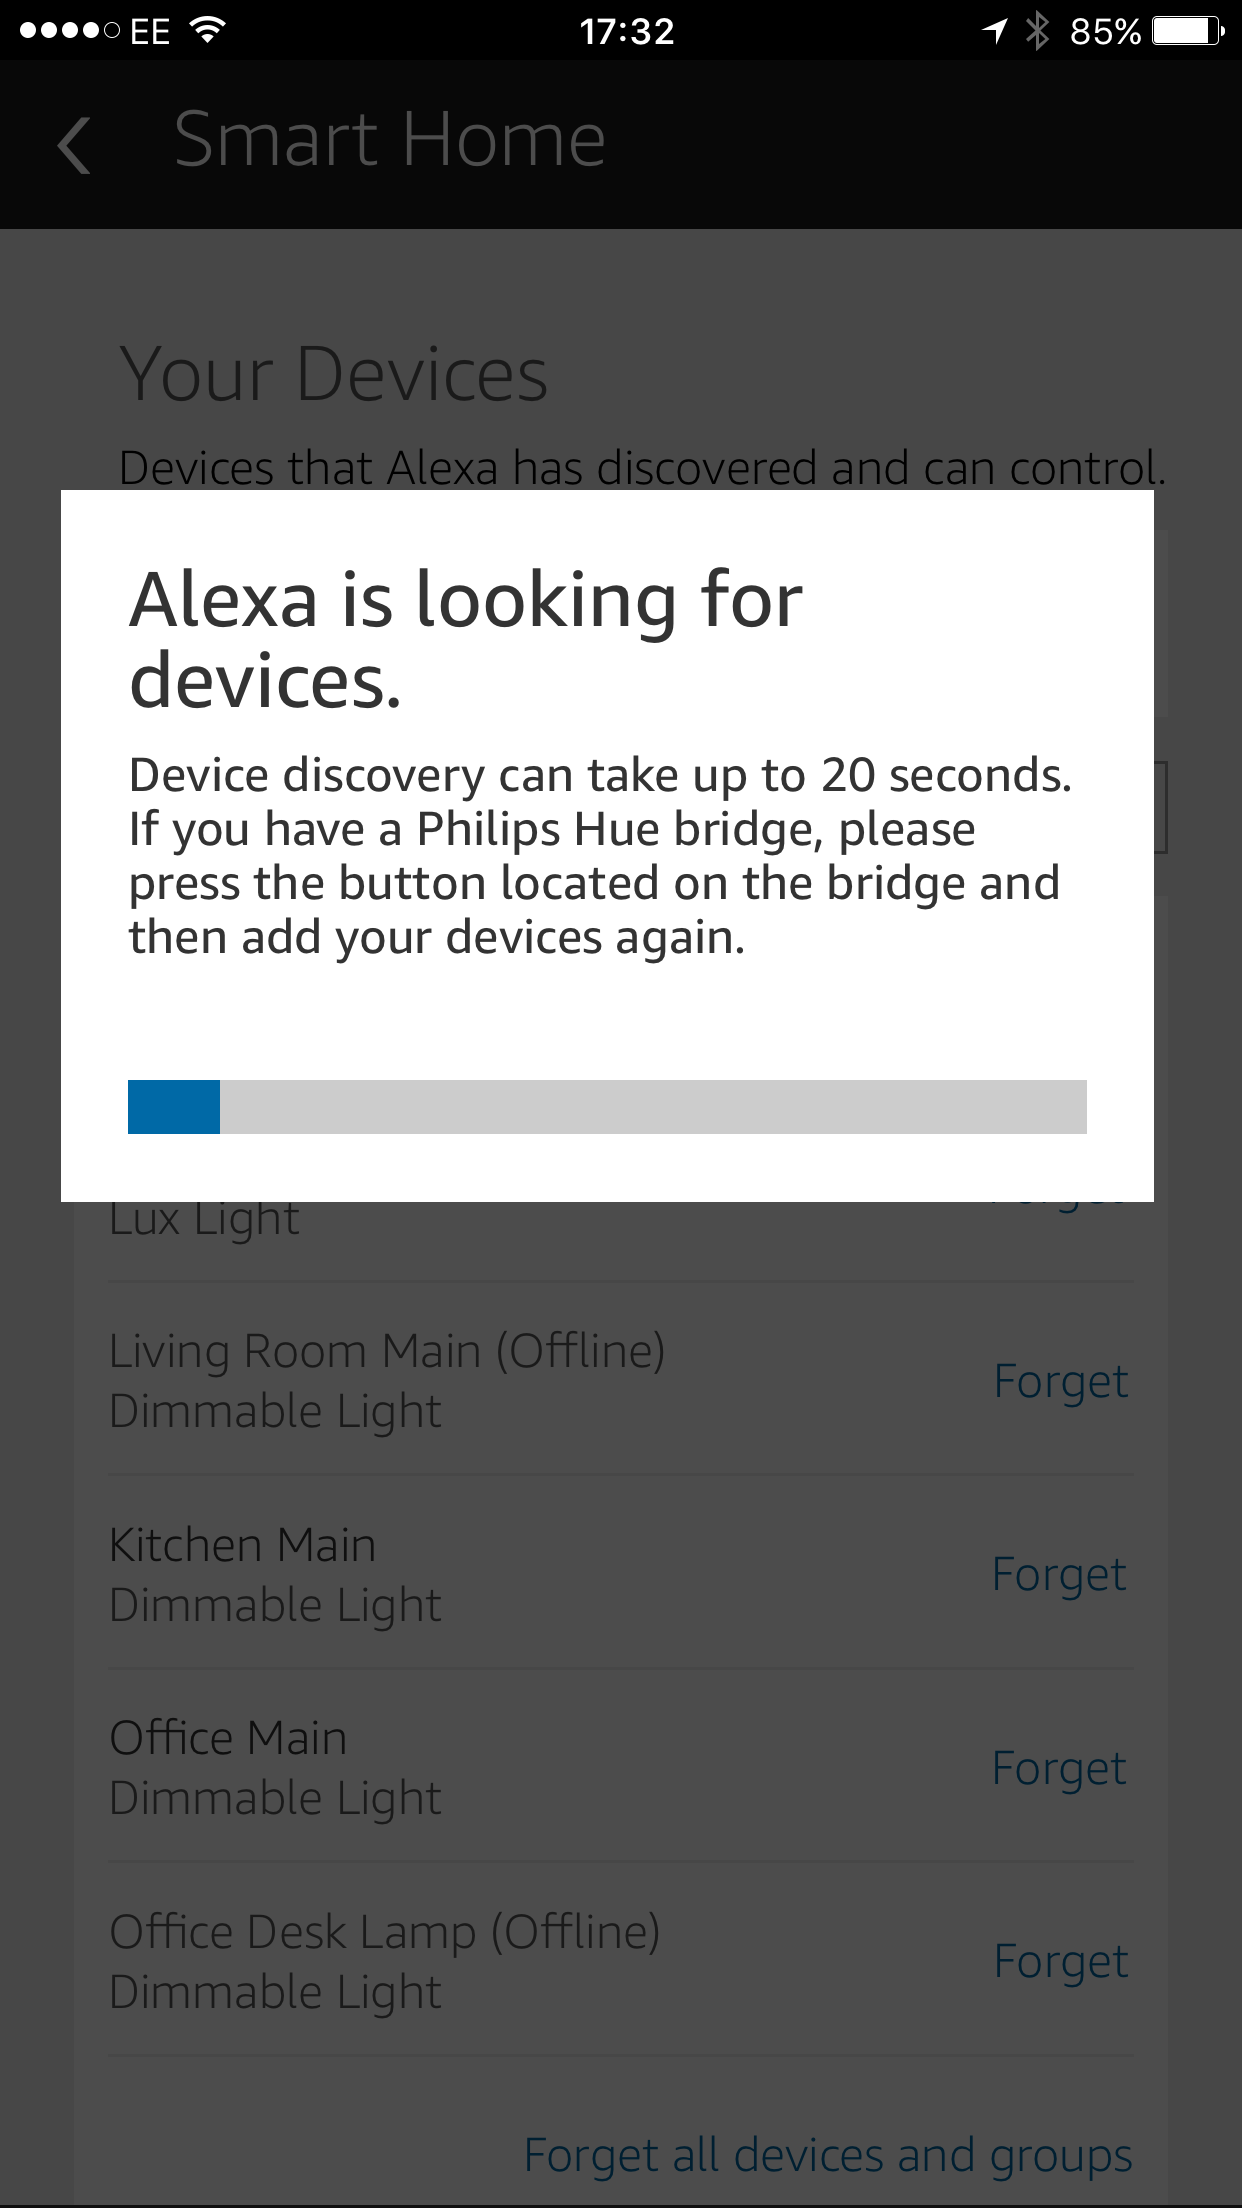 EE 17:32 85%
Smart Home
Your Devices
Devices that Alexa has discovered and can control.
Alexa is looking for
devices.
Device discovery can take up to 20 seconds.
If you have a Philips Hue bridge, please
press the button located on the bridge and
then add your devices again.
Forget
Lux Light
Living Room Main (Offline)
Forget
Dimmable Light
Kitchen Main
Forget
Dimmable Light
Office Main
Forget
Dimmable Light
Office Desk Lamp (Offline)
Forget
Dimmable Light
Forget all devices and groups